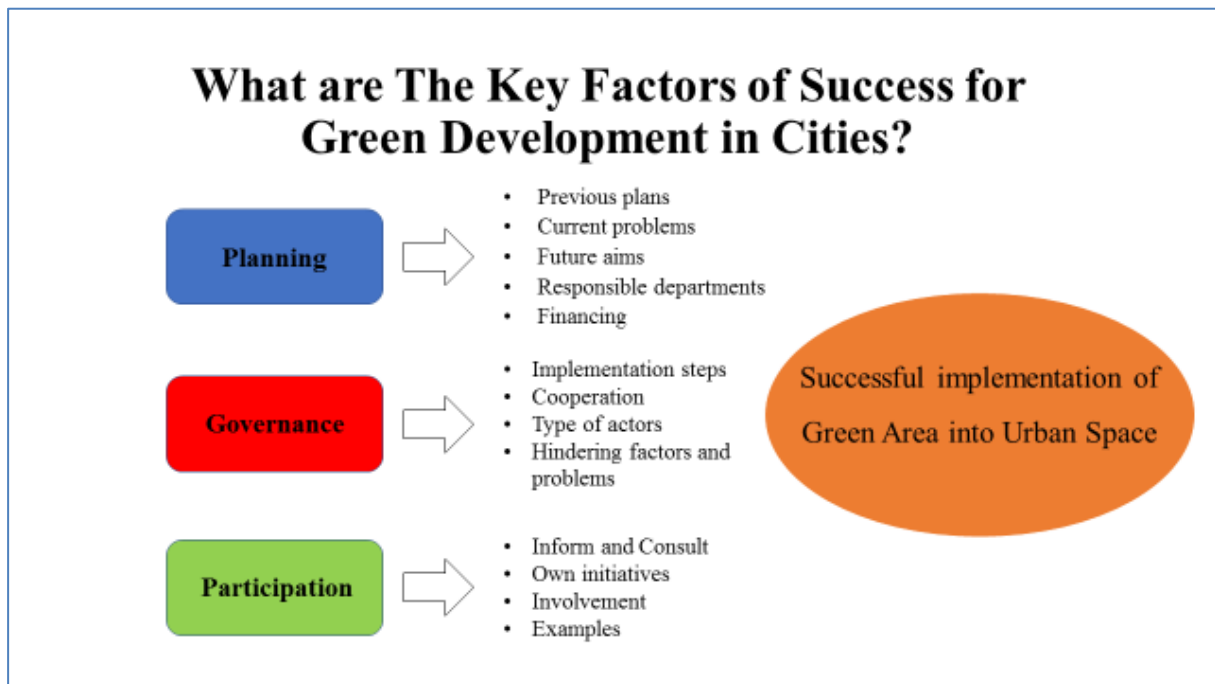 What are The Key Factors of Success for
Green Development in Cities?
Planning
• Previous plans
• Current problems
• Future aims
• Responsible departments
• Financing
Governance
• Implementation steps
• Cooperation
• Type of actors
• Hindering factors and
problems
Participation
• Inform and Consult
• Own initiatives
• Involvement
• Examples
Successful implementation of
Green Area into Urban Space